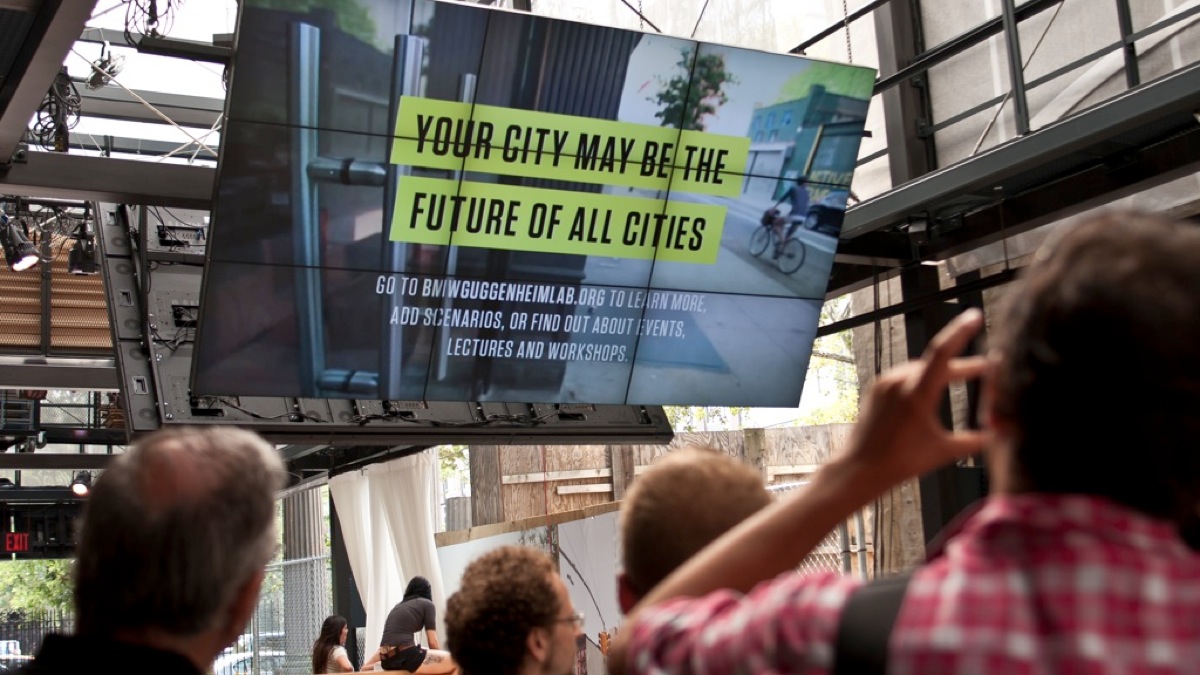 YOUR CITY MAY BE THE
FUTURE OF ALL CITIES
GO TO BMWGUGGENHEIMLAB.ORG TO LEARN MORE,
ADD SCENARIOS, OR FIND OUT ABOUT EVENTS,
LECTURES AND WORKSHOPS.
EXIT